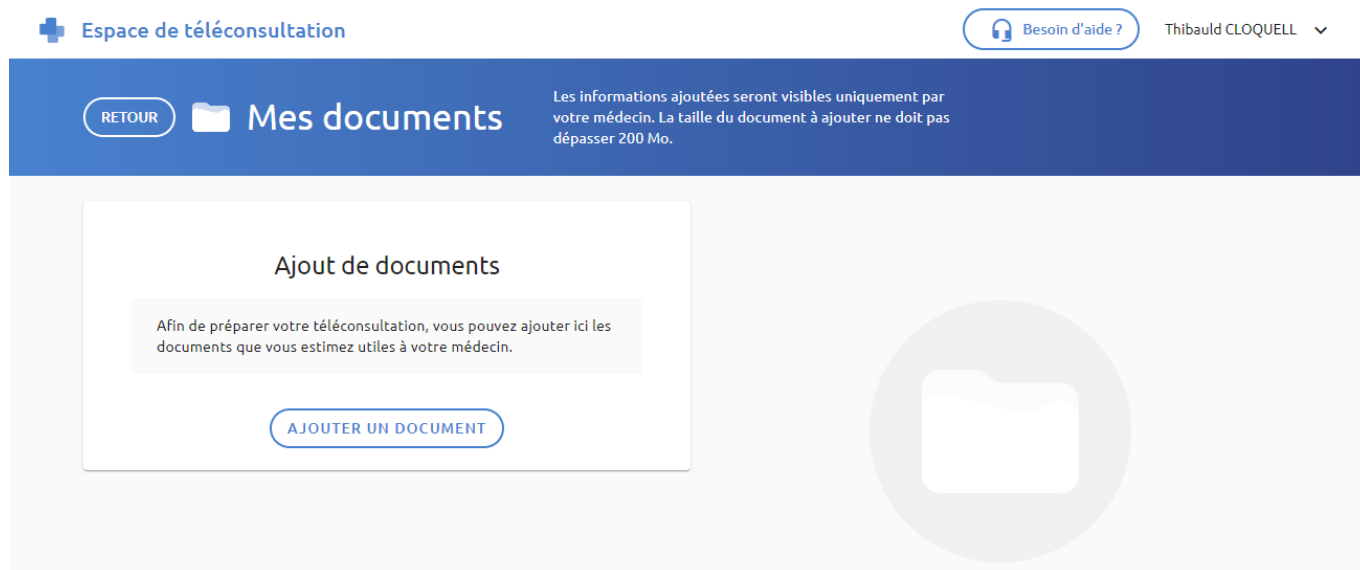 Espace de téléconsultation
Besoin d'aide ?
Thibauld CLOQUELL
RETOUR
Mes documents
Les informations ajoutées seront visibles uniquement par
votre médecin. La taille du document à ajouter ne doit pas
dépasser 200 Mo.
Ajout de documents
Afin de préparer votre téléconsultation, vous pouvez ajouter ici les
documents que vous estimez utiles à votre médecin.
AJOUTER UN DOCUMENT